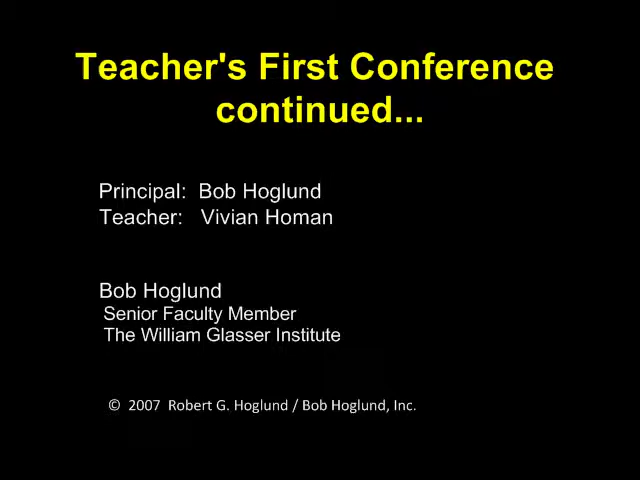 Teacher's First Conference
continued...
Principal: Bob Hoglund
Teacher: Vivian Homan
Bob Hoglund
Senior Faculty Member
The William Glasser Institute
© 2007 Robert G. Hoglund / Bob Hoglund, Inc.